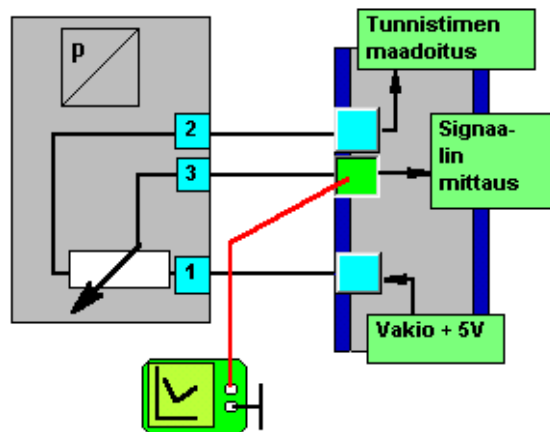 p
Tunnistimen
maadoitus
2
Signaa-
lin
mittaus
3
1
Vakio + 5V